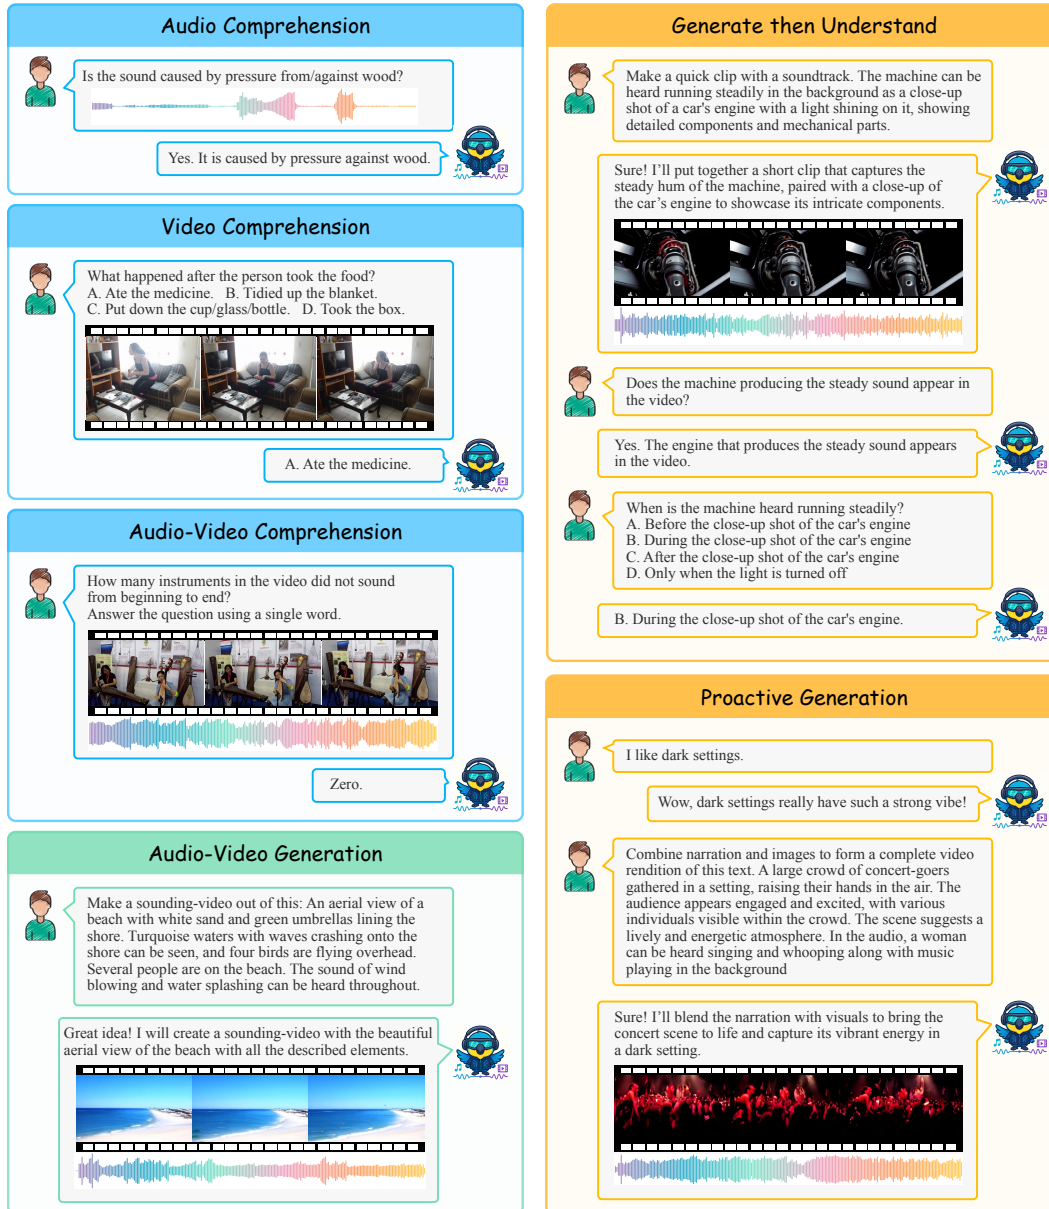 Audio Comprehension
Is the sound caused by pressure from/against wood?
Yes. It is caused by pressure against wood.
Video Comprehension
What happened after the person took the food?
A. Ate the medicine.   B. Tidied up the blanket.
C. Put down the cup/glass/bottle.   D. Took the box.
A. Ate the medicine.
Audio-Video Comprehension
How many instruments in the video did not sound
from beginning to end?
Answer the question using a single word.
Zero.
Audio-Video Generation
Make a sounding-video out of this: An aerial view of a
beach with white sand and green umbrellas lining the
shore. Turquoise waters with waves crashing onto the
shore can be seen, and four birds are flying overhead.
Several people are on the beach. The sound of wind
blowing and water splashing can be heard throughout.
Great idea! I will create a sounding-video with the beautiful
aerial view of the beach with all the described elements.
Generate then Understand
Make a quick clip with a soundtrack. The machine can be
heard running steadily in the background as a close-up
shot of a car's engine with a light shining on it, showing
detailed components and mechanical parts.
Sure! I'll put together a short clip that captures the
steady hum of the machine, paired with a close-up of
the car's engine to showcase its intricate components.
Does the machine producing the steady sound appear in
the video?
Yes. The engine that produces the steady sound appears
in the video.
When is the machine heard running steadily?
A. Before the close-up shot of the car's engine
B. During the close-up shot of the car's engine
C. After the close-up shot of the car's engine
D. Only when the light is turned off
B. During the close-up shot of the car's engine.
Proactive Generation
I like dark settings.
Wow, dark settings really have such a strong vibe!
Combine narration and images to form a complete video
rendition of this text. A large crowd of concert-goers
gathered in a setting, raising their hands in the air. The
audience appears engaged and excited, with various
individuals visible within the crowd. The scene suggests a
lively and energetic atmosphere. In the audio, a woman
can be heard singing and whooping along with music
playing in the background
Sure! I'll blend the narration with visuals to bring the
concert scene to life and capture its vibrant energy in
a dark setting.